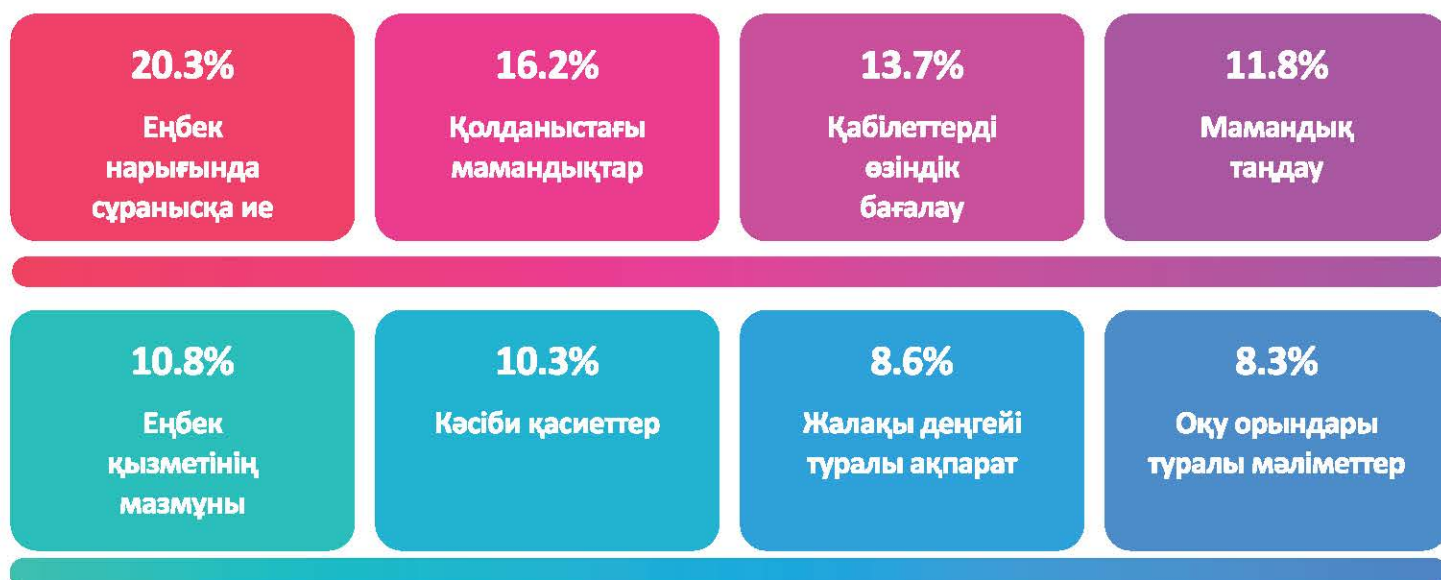 20.3%
Еңбек
нарығында
сұранысқа ие
16.2%
Қолданыстағы
мамандықтар
13.7%
Қабілеттерді
өзіндік
бағалау
11.8%
Мамандық
таңдау
10.8%
Еңбек
қызметінің
мазмұны
10.3%
Кәсіби қасиеттер
8.6%
Жалақы деңгейі
туралы ақпарат
8.3%
Оқу орындары
туралы мәліметтер